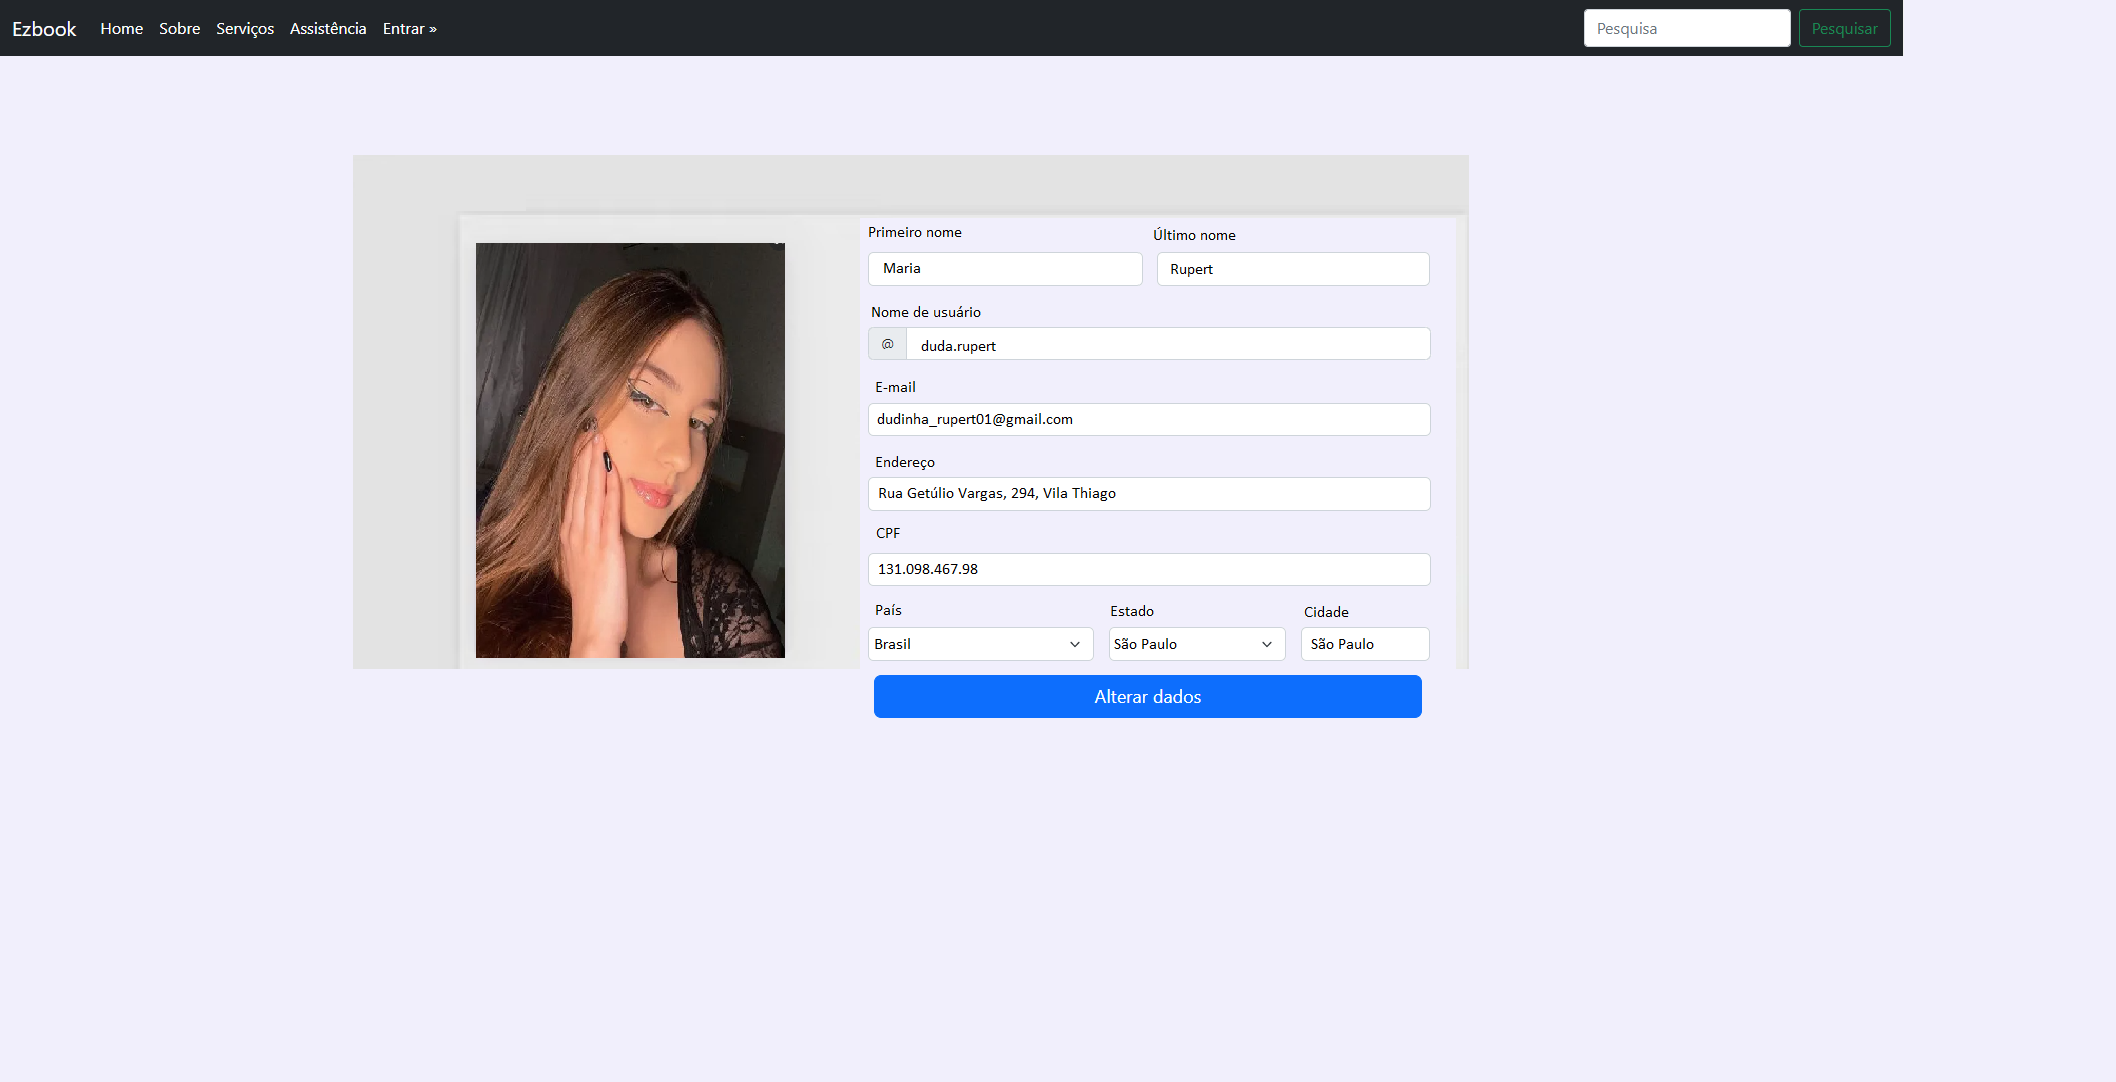 Ezbook Home Sobre Serviços Assistência Entrar » Pesquisa Pesquisar
Primeiro nome Último nome
Maria Rupert
Nome de usuário
@ duda.rupert
E-mail
dudinha_rupert01@gmail.com
Endereço
Rua Getúlio Vargas, 294, Vila Thiago
CPF
131.098.467.98
País Estado Cidade
Brasil São Paulo São Paulo
Alterar dados